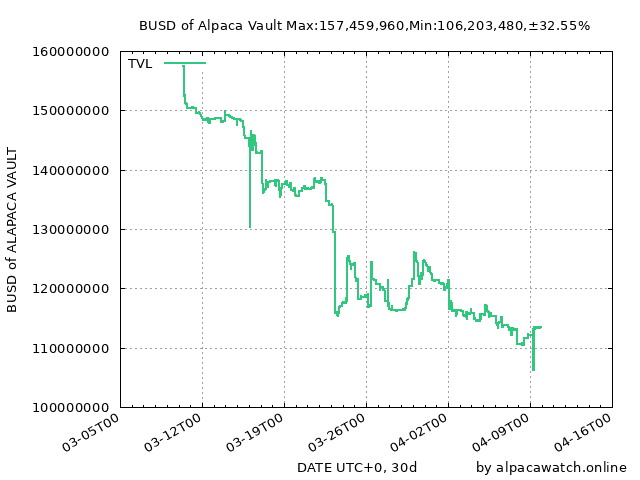 BUSD of Alpaca Vault Max:157,459,960,Min:106,203,480,±32.55%
160000000
TVL
150000000
140000000
130000000
120000000
110000000
100000000
BUSD of ALAPACA VAULT
03-05T00
03-12T00
03-19T00
03-26T00
04-02T00
04-09T00
04-16T00
DATE UTC+0, 30d
by alpacawatch.online